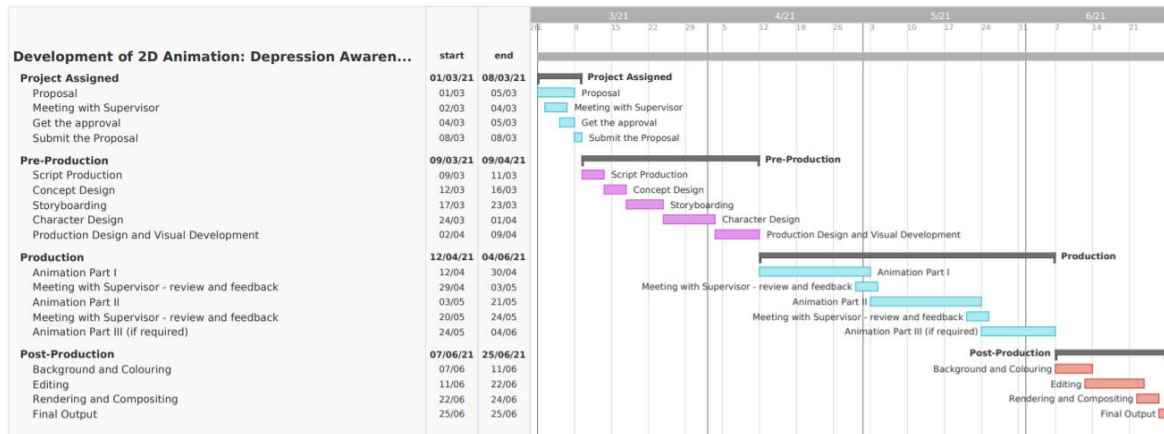 3/21 4/21 5/21 6/21
1 8 15 22 29 5 12 19 26 3 10 17 24 31 7 14 21
Development of 2D Animation: Depression Awaren... start end
Project Assigned 01/03/21 08/03/21 Project Assigned
Proposal 01/03 05/03 Proposal
Meeting with Supervisor 02/03 04/03 Meeting with Supervisor
Get the approval 04/03 05/03 Get the approval
Submit the Proposal 08/03 08/03 Submit the Proposal
Pre-Production 09/03/21 09/04/21 Pre-Production
Script Production 09/03 11/03 Script Production
Concept Design 12/03 16/03 Concept Design
Storyboarding 17/03 23/03 Storyboarding
Character Design 24/03 01/04 Character Design
Production Design and Visual Development 02/04 09/04 Production Design and Visual Development
Production 12/04/21 04/06/21 Production
Animation Part I 12/04 30/04 Animation Part I
Meeting with Supervisor - review and feedback 29/04 03/05 Meeting with Supervisor - review and feedback
Animation Part II 03/05 21/05 Animation Part II
Meeting with Supervisor - review and feedback 20/05 24/05 Meeting with Supervisor - review and feedback
Animation Part III (if required) 24/05 04/06 Animation Part III (if required)
Post-Production 07/06/21 25/06/21 Post-Production
Background and Colouring 07/06 11/06 Background and Colouring
Editing 11/06 22/06 Editing
Rendering and Compositing 22/06 24/06 Rendering and Compositing
Final Output 25/06 25/06 Final Output